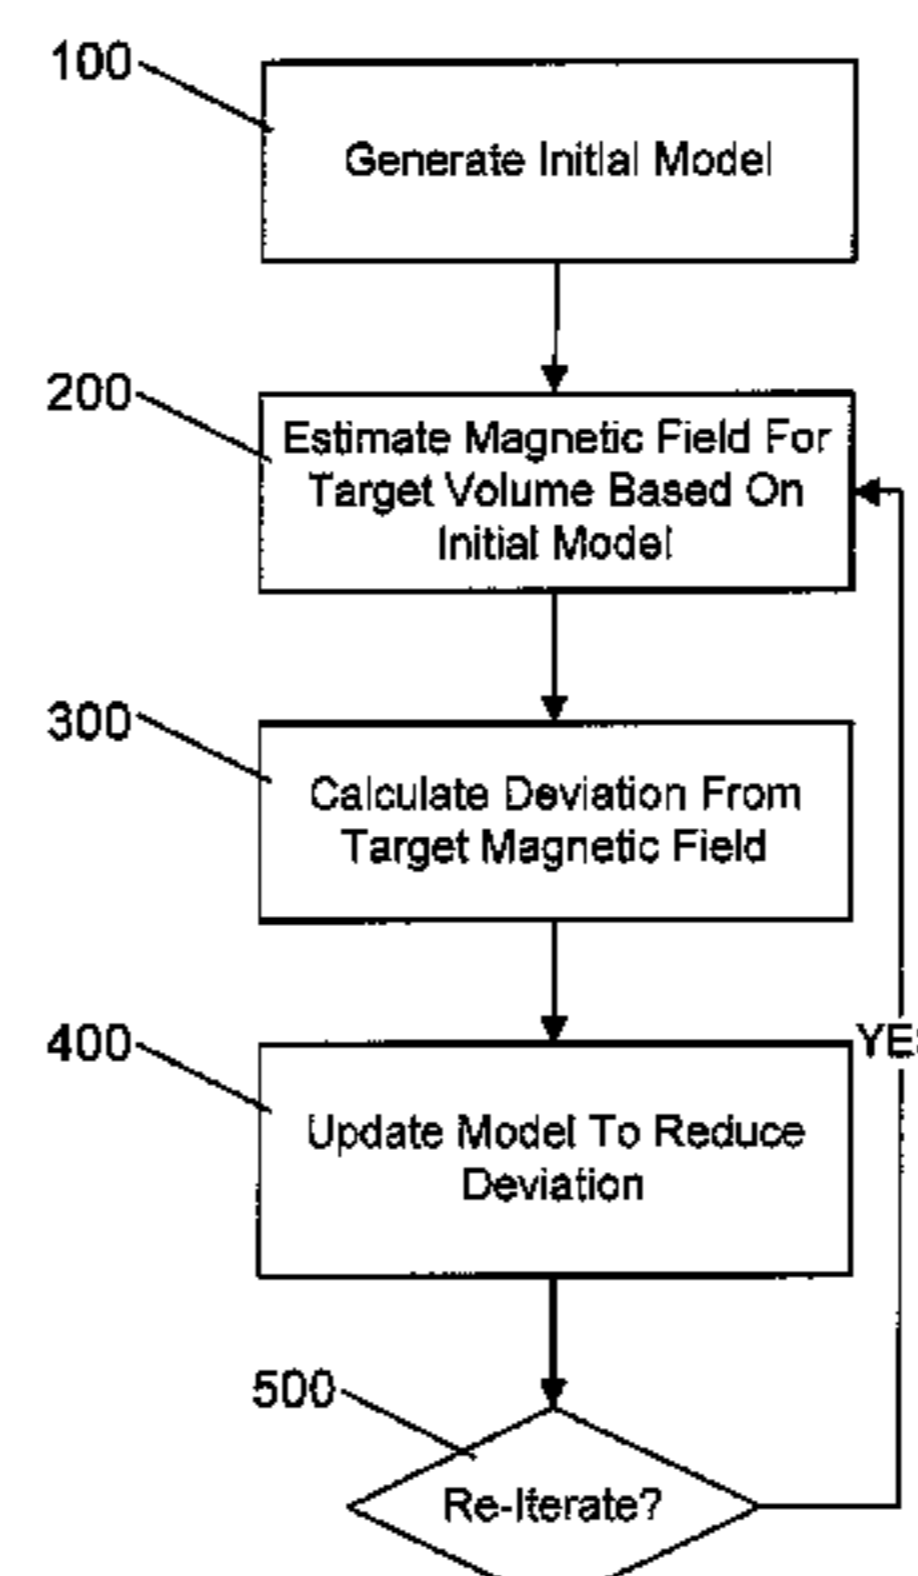 100
Generate Initial Model
200
Estimate Magnetic Field For
Target Volume Based On
Initial Model
300
Calculate Deviation From
Target Magnetic Field
400
YES
Update Model To Reduce
Deviation
500
Re-Iterate?